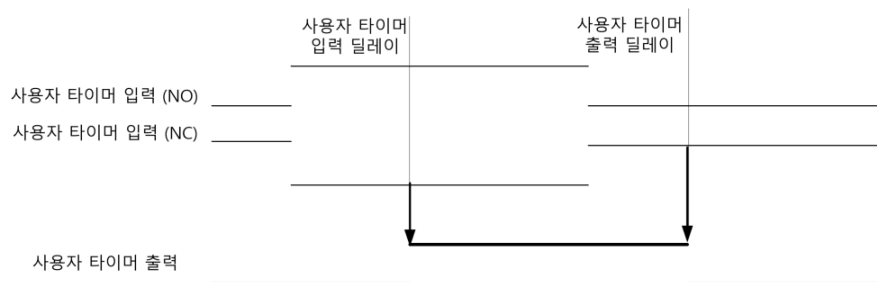 사용자 타이머
입력 딜레이
사용자 타이머
출력 딜레이
사용자 타이머 입력 (NO)
사용자 타이머 입력 (NC)
사용자 타이머 출력